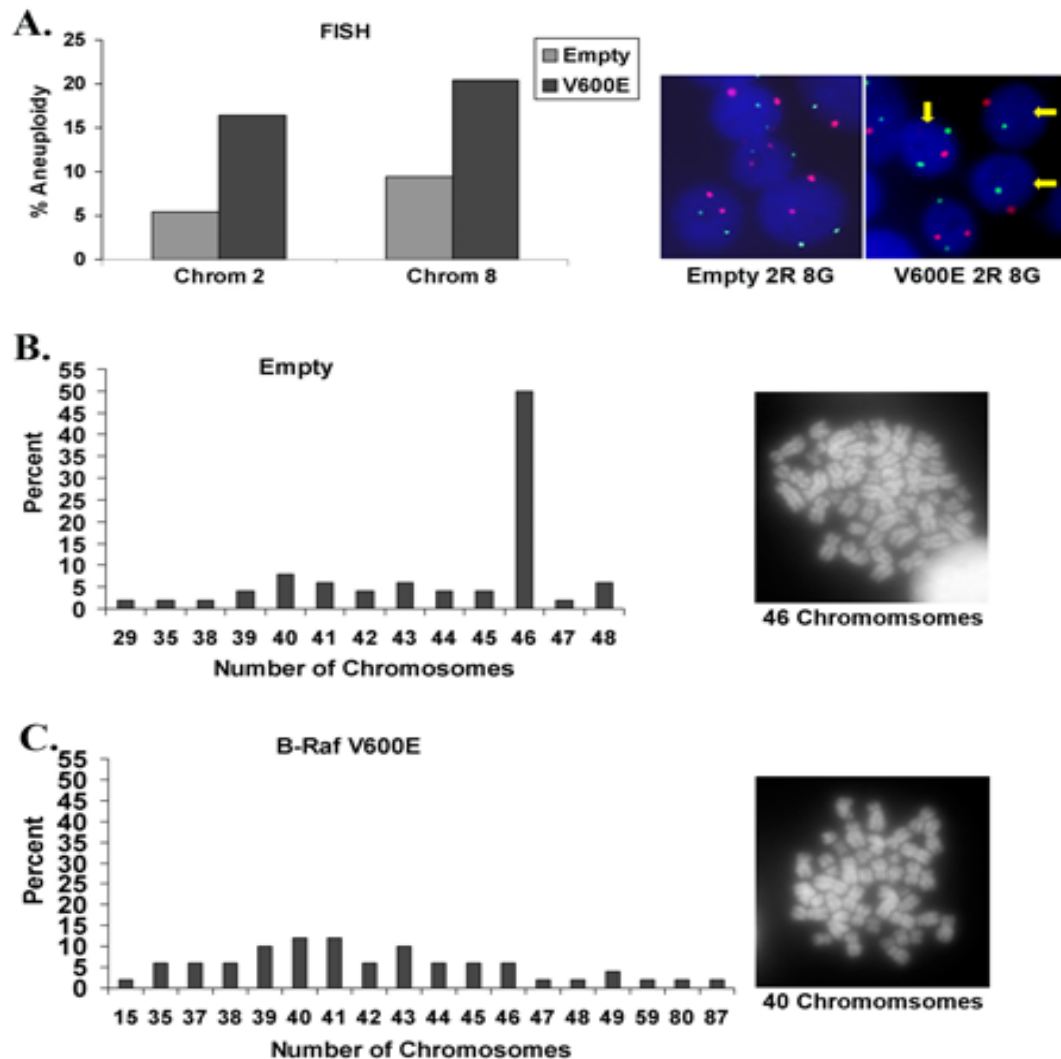 A.
FISH
25
20
15
10
5
0
% Aneuploidy
Chrom 2 Chrom 8
Empty
V600E
Empty 2R 8G
V600E 2R 8G
B.
Empty
55
50
45
40
35
30
25
20
15
10
5
0
Percent
29 35 38 39 40 41 42 43 44 45 46 47 48
Number of Chromosomes
46 Chromomsomes
C.
B-Raf V600E
55
50
45
40
35
30
25
20
15
10
5
0
Percent
15 35 37 38 39 40 41 42 43 44 45 46 47 48 49 59 80 87
Number of Chromosomes
40 Chromomsomes